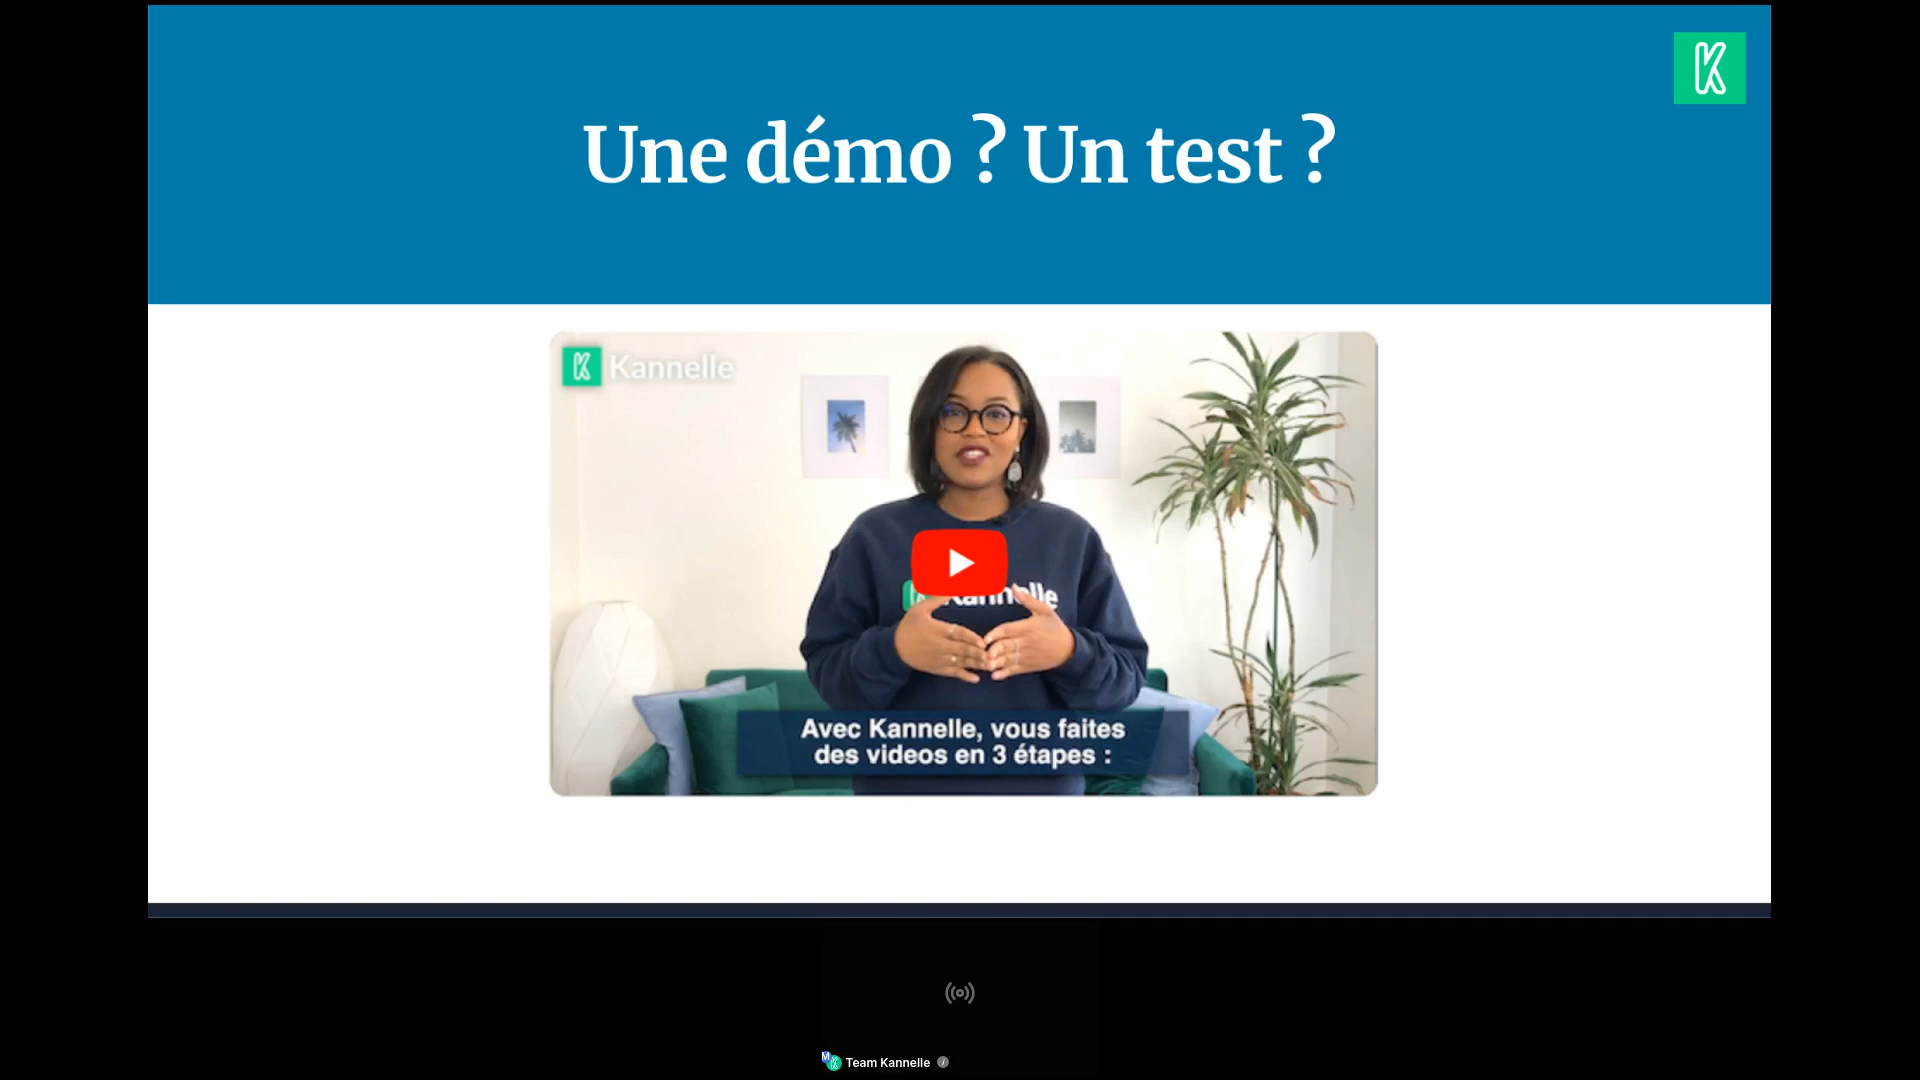 Une démo ? Un test ?
Kannelle
Avec Kannelle, vous faites
des videos en 3 étapes :
Team Kannelle